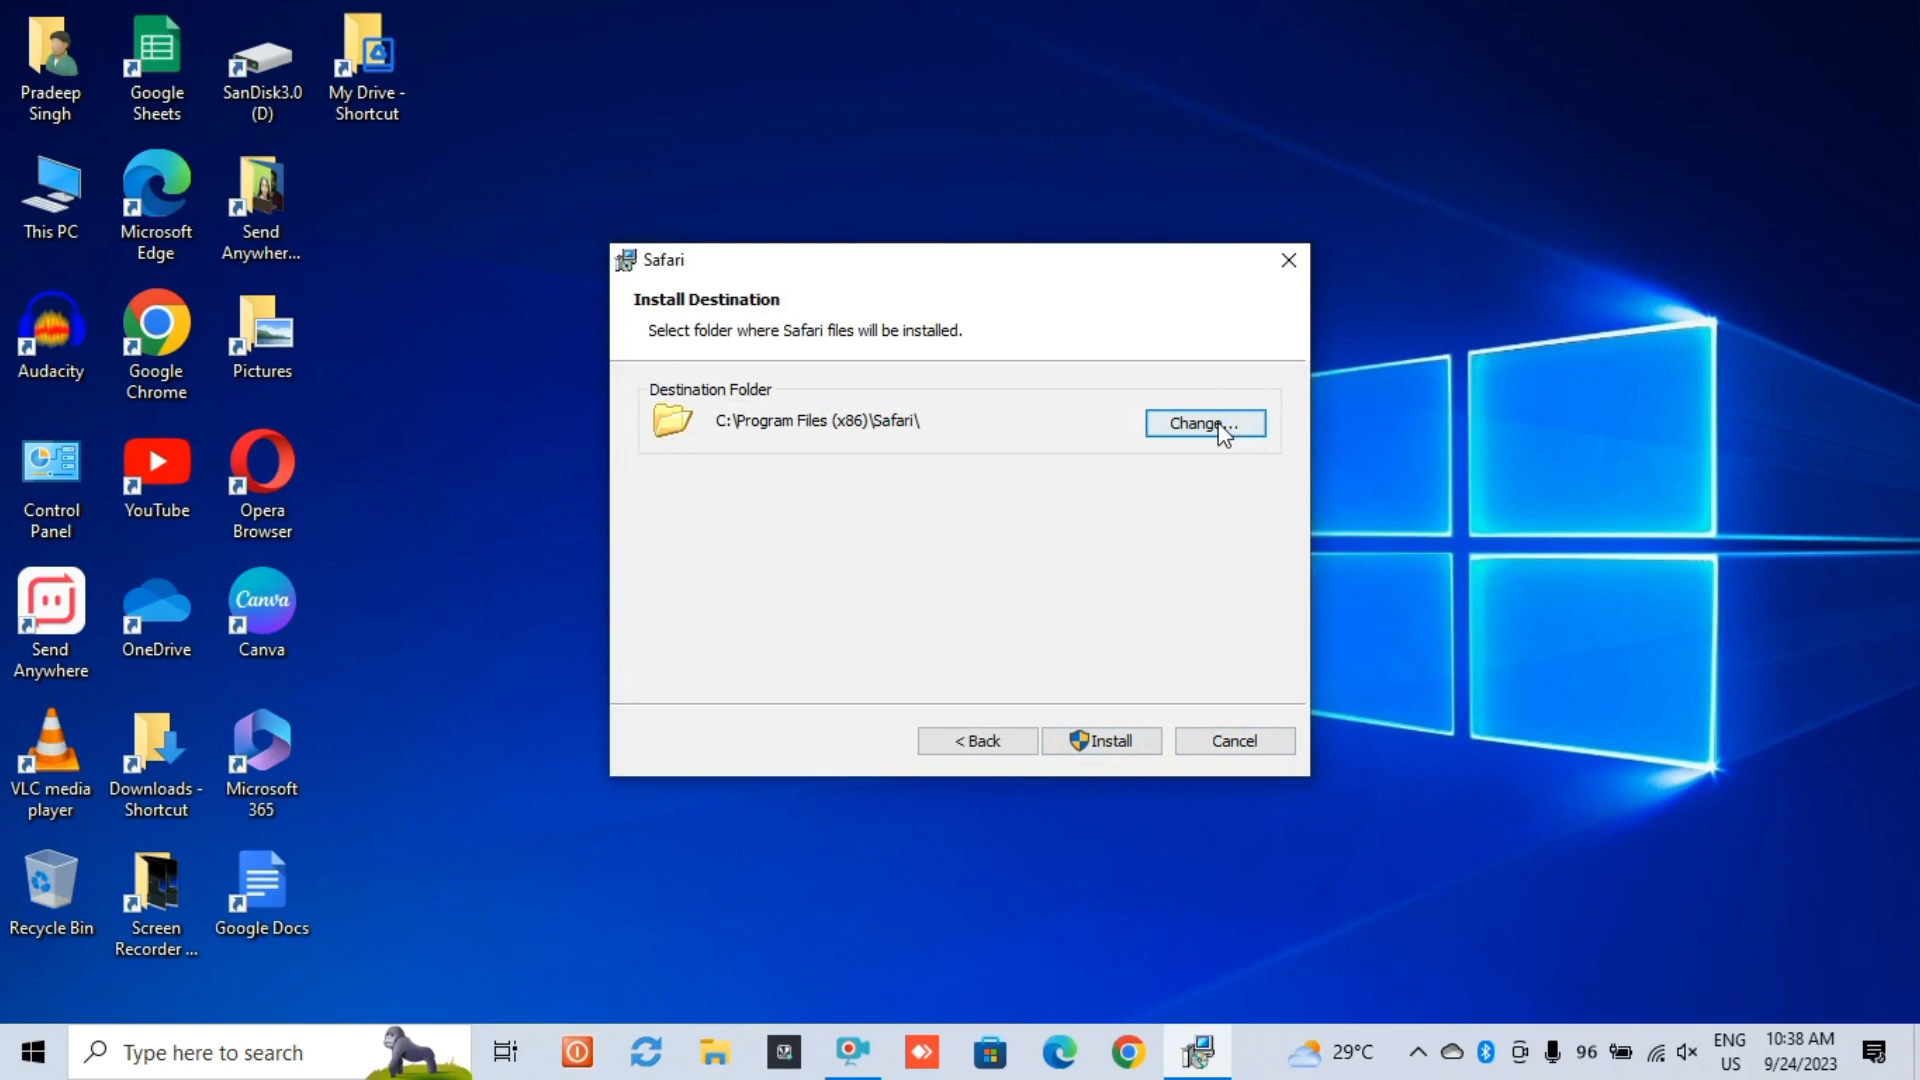 Pradeep
Singh
Google
Sheets
SanDisk3.0
(D)
My Drive -
Shortcut
This PC
Microsoft
Edge
Send
Anywher...
Audacity
Google
Chrome
Pictures
Control
Panel
YouTube
Opera
Browser
Send
Anywhere
OneDrive
Canva
Canva
VLC media
player
Downloads -
Shortcut
Microsoft
365
Recycle Bin
Screen
Recorder ...
Google Docs
Safari
Install Destination
Select folder where Safari files will be installed.
Destination Folder
C:\Program Files (x86)\Safari\
Change...
< Back
Install
Cancel
Type here to search
29°C
96
ENG
US
10:38 AM
9/24/2023